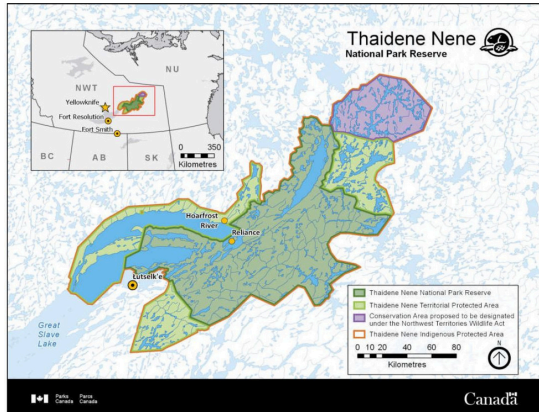 Thaidene Nene
National Park Reserve
NU
NWT
Yellowknife
Fort Resolution
Fort Smith
BC
AB
SK
0
350
Kilometres
Hoarfrost
River
Reliance
Łutselk'e
Great
Slave
Lake
Thaidene Nene National Park Reserve
Thaidene Nene Territorial Protected Area
Conservation Area proposed to be designated
under the Northwest Territories Wildlife Act
Thaidene Nene Indigenous Protected Area
0 10 20 40 60 80
Kilometres
N
Parks Parcs
Canada Canada
Canada